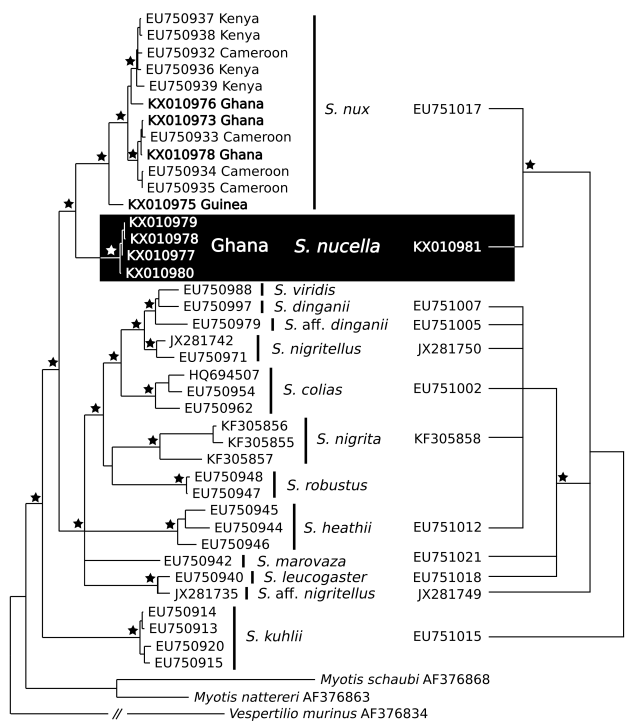 EU750937 Kenya
EU750938 Kenya
EU750932 Cameroon
EU750936 Kenya
EU750939 Kenya
KX010976 Ghana
S. nux
EU751017
KX010973 Ghana
EU750933 Cameroon
KX010978 Ghana
EU750934 Cameroon
EU750935 Cameroon
KX010975 Guinea
KX010979
KX010978
KX010977
KX010980
Ghana
S. nucella
KX010981
EU750988 S. viridis
EU750997 S. dinganii EU751007
EU750979 S. aff. dinganii EU751005
JX281742
EU750971
S. nigritellus JX281750
HQ694507
EU750954
EU750962
S. colias EU751002
KF305856
KF305855
KF305857
S. nigrita KF305858
EU750948
EU750947
S. robustus
EU750945
EU750944
EU750946
S. heathii EU751012
EU750942 S. marovaza EU751021
EU750940 S. leucogaster EU751018
JX281735 S. aff. nigritellus JX281749
EU750914
EU750913
EU750920
EU750915
S. kuhlii EU751015
Myotis schaubi AF376868
Myotis nattereri AF376863
// Vespertilio murinus AF376834